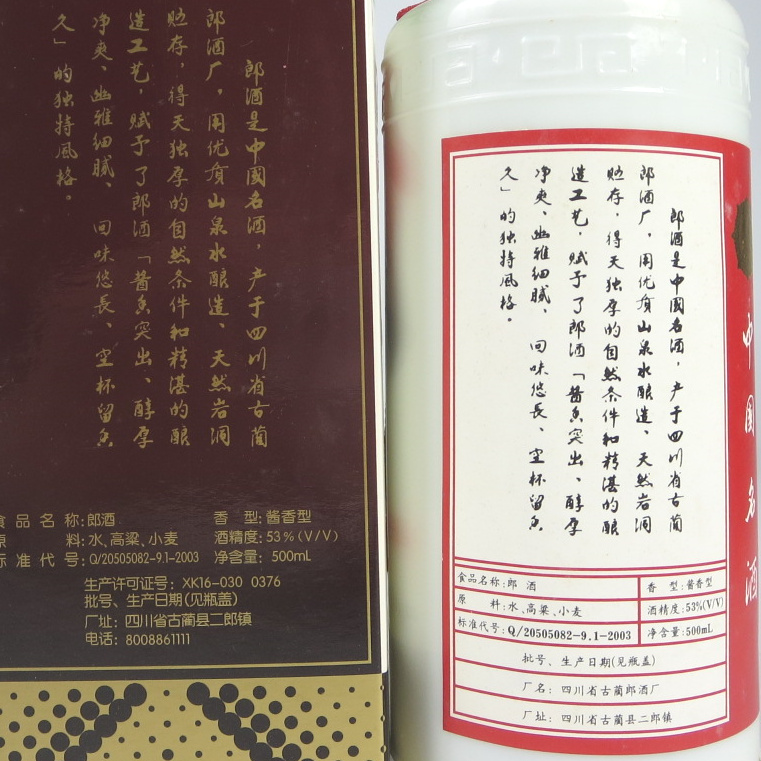 郎酒是中國名酒，产于四川省古蔺
郎酒厂，用优質山泉水酿造、天然岩洞
贮存，得天独厚的自然条件和精湛的酿
造工艺，赋予了郎酒「酱香突出、醇厚
净爽、幽雅细腻、回味悠長、空杯留香
久」的独特風格。
食品名称:郎酒
香型:酱香型
原料:水、高粱、小麦
酒精度:53%(V/V)
标准代号:Q/20505082-9.1-2003
净含量:500mL
生产许可证号: XK16-030 0376
批号、生产日期(见瓶盖)
厂址: 四川省古蔺县二郎镇
电话: 8008861111
郎酒是中國名酒，产于四川省古蔺
郎酒厂，用优質山泉水酿造、天然岩洞
贮存，得天独厚的自然条件和精湛的酿
造工艺，赋予了郎酒「酱香突出、醇厚
净爽、幽雅细腻、回味悠長、空杯留香
久」的独特風格。
食品名称:郎 酒
香 型:酱香型
原 料:水、高粱、小麦
酒精度:53%(V/V)
标准代号:Q/20505082-9.1-2003
净含量:500mL
批号、生产日期(见瓶盖)
厂名: 四川省古蔺郎酒厂
厂址: 四川省古蔺县二郎镇
中國名酒